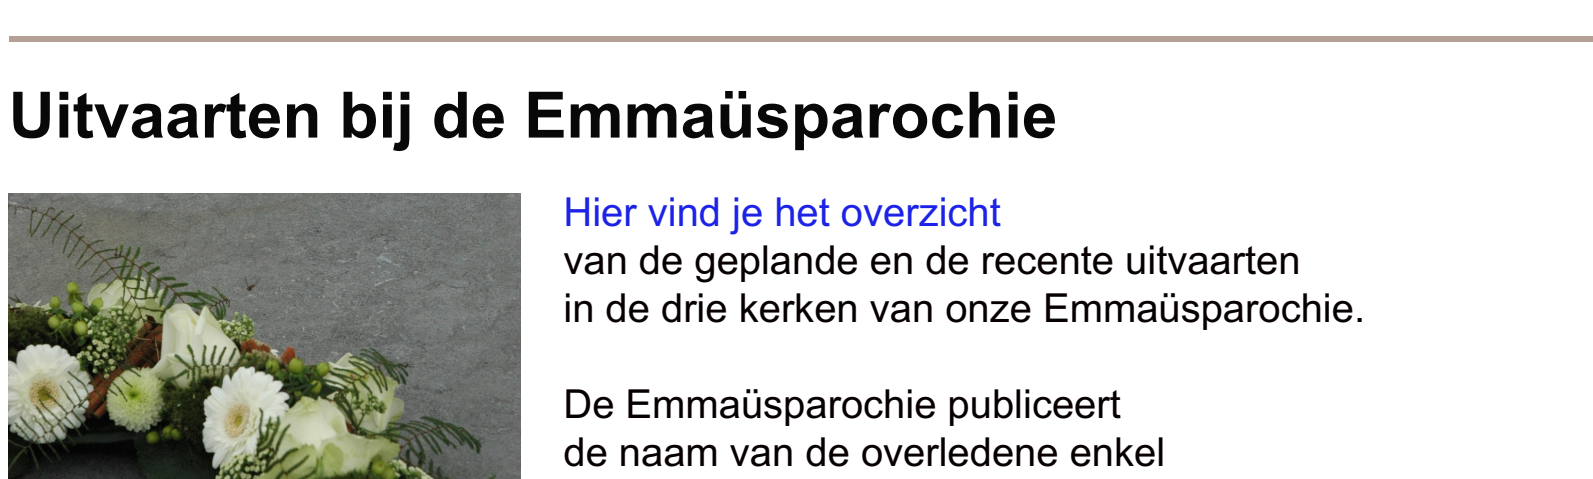 Uitvaarten bij de Emmaüsparochie
Hier vind je het overzicht
van de geplande en de recente uitvaarten
in de drie kerken van onze Emmaüsparochie.
De Emmaüsparochie publiceert
de naam van de overledene enkel